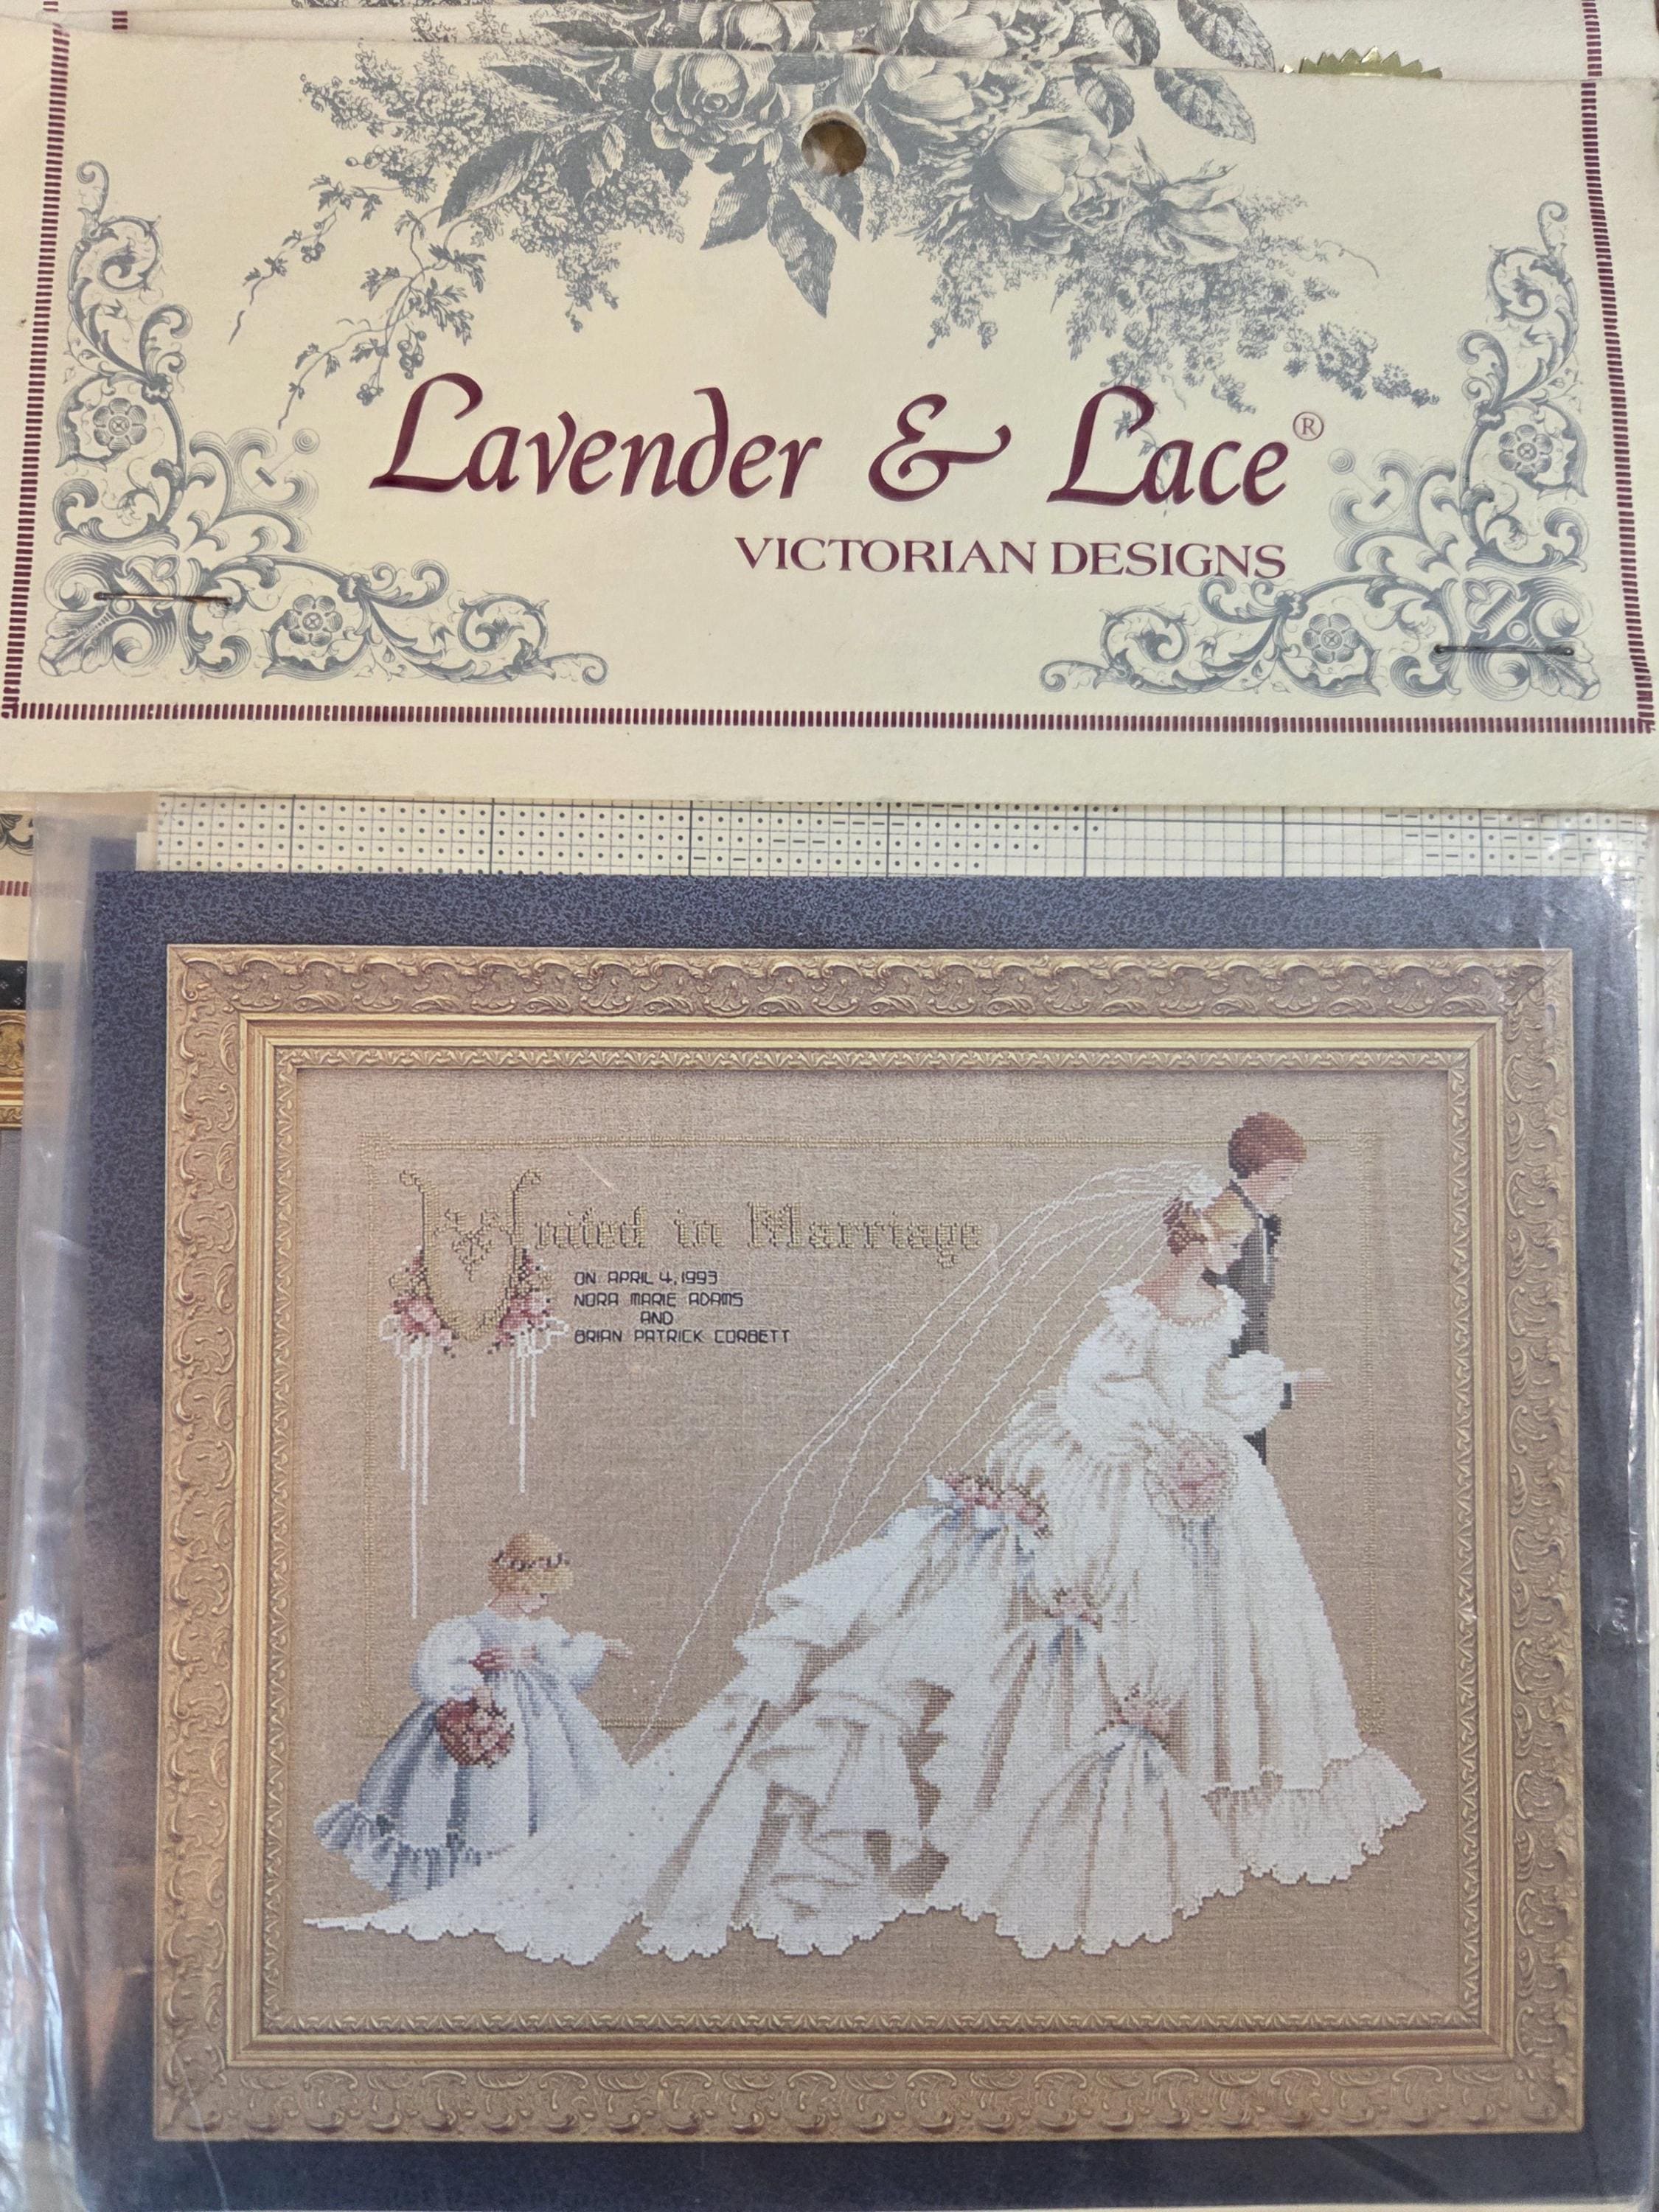 Lavender & Lace®
VICTORIAN DESIGNS
United in Marriage
ON APRIL 4, 1993
NORA MARIE ADAMS
AND
BRIAN PATRICK CORBETT